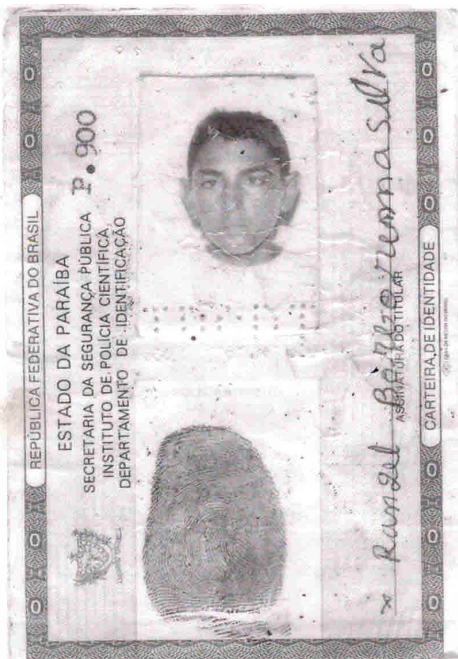 REPÚBLICA FEDERATIVA DO BRASIL
ESTADO DA PARAÍBA
SECRETARIA DA SEGURANÇA PÚBLICA
INSTITUTO DE POLÍCIA CIENTÍFICA
DEPARTAMENTO DE IDENTIFICAÇÃO
P.900
Silva
ASSINATURA DO TITULAR
CARTEIRA DE IDENTIDADE